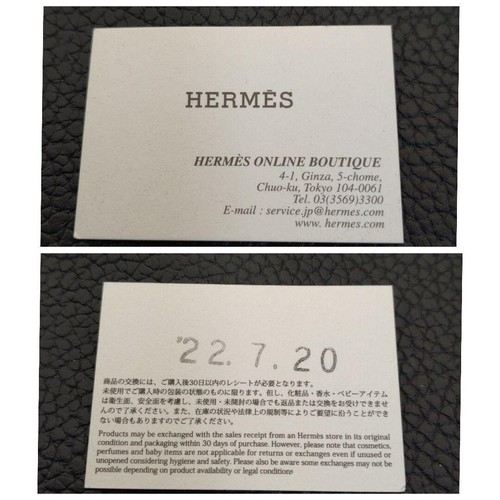 HERMÈS
HERMÈS ONLINE BOUTIQUE
4-1, Ginza, 5-chome,
Chuo-ku, Tokyo 104-0061
Tel. 03(3569)3300
E-mail : service.jp@hermes.com
www. hermes.com
'22. 7. 20
商品の交換には、ご購入後30日以内のレシートが必要となります。
未使用でご購入時の包装の状態のものに限ります。但し、化粧品・香水・ベビーアイテム
は衛生面、安全面を考慮し、未使用・未開封の場合でも返品または交換をお受けできませ
んのでご了承ください。また、在庫の状況や法律上の規制等によりご要望に沿うことができ
ない場合もありますのでご了承ください。
Products may be exchanged with the sales receipt from an Hermès store in its original
condition and packaging within 30 days of purchase. However, please note that cosmetics,
perfumes and baby items are not applicable for returns or exchanges even if unused or
unopened considering hygiene and safety. Please also be aware some exchanges may not be
possible depending on product availability or legal conditions